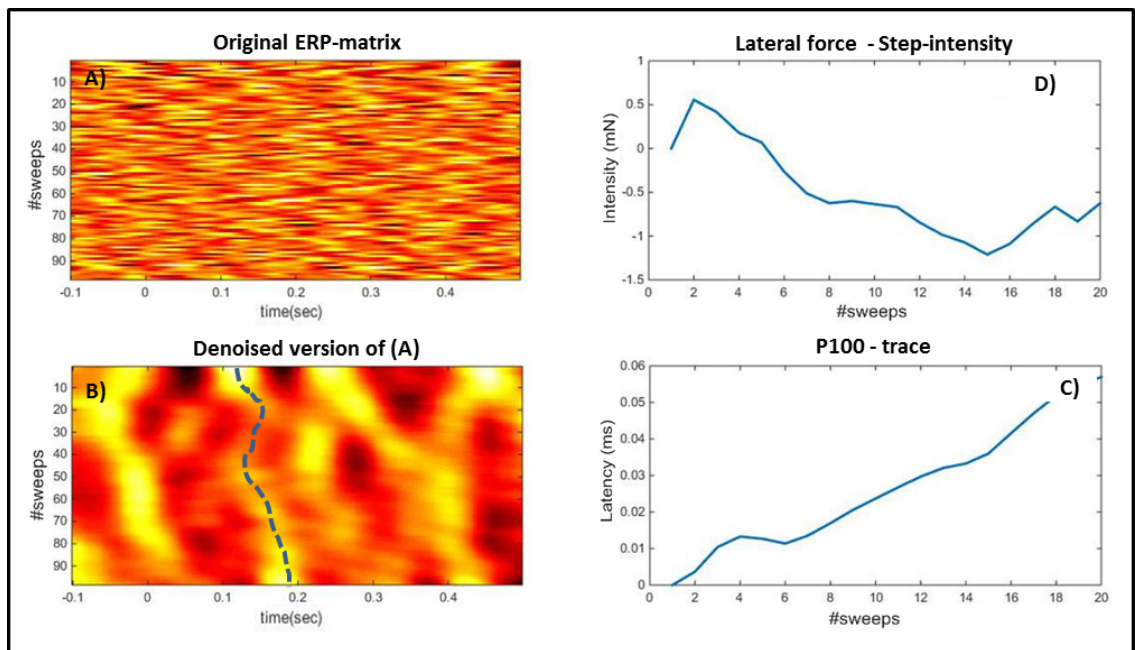 Original ERP-matrix
A)
10
20
30
40
50
60
70
80
90
#sweeps
-0.1 0 0.1 0.2 0.3 0.4
time(sec)
Lateral force - Step-intensity
D)
1
0.5
0
-0.5
-1
-1.5
Intensity (mN)
0 2 4 6 8 10 12 14 16 18 20
#sweeps
Denoised version of (A)
B)
10
20
30
40
50
60
70
80
90
#sweeps
-0.1 0 0.1 0.2 0.3 0.4
time(sec)
P100 - trace
C)
0.06
0.05
0.04
0.03
0.02
0.01
0
Latency (ms)
0 2 4 6 8 10 12 14 16 18 20
#sweeps